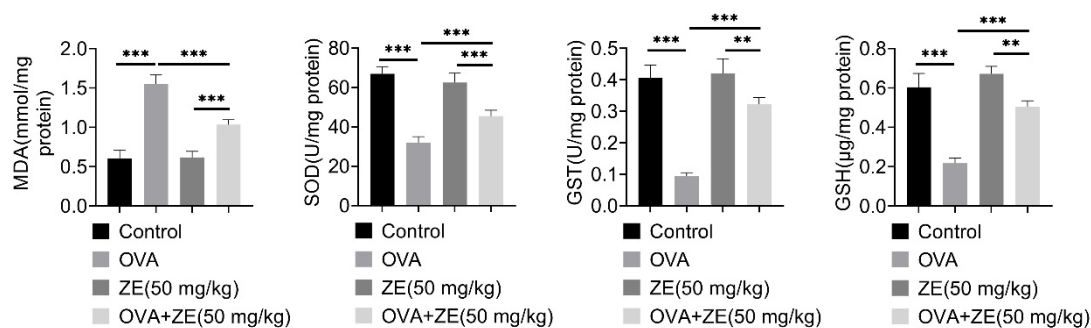 MDA(mmol/mg
protein)
2.0
1.5
1.0
0.5
0.0
***
***
***
Control
OVA
ZE(50 mg/kg)
OVA+ZE(50 mg/kg)
SOD(U/mg protein)
80
60
40
20
0
***
***
***
Control
OVA
ZE(50 mg/kg)
OVA+ZE(50 mg/kg)
GST(U/mg protein)
0.5
0.4
0.3
0.2
0.1
0.0
***
***
**
Control
OVA
ZE(50 mg/kg)
OVA+ZE(50 mg/kg)
GSH(μg/mg protein)
0.8
0.6
0.4
0.2
0.0
***
***
**
Control
OVA
ZE(50 mg/kg)
OVA+ZE(50 mg/kg)